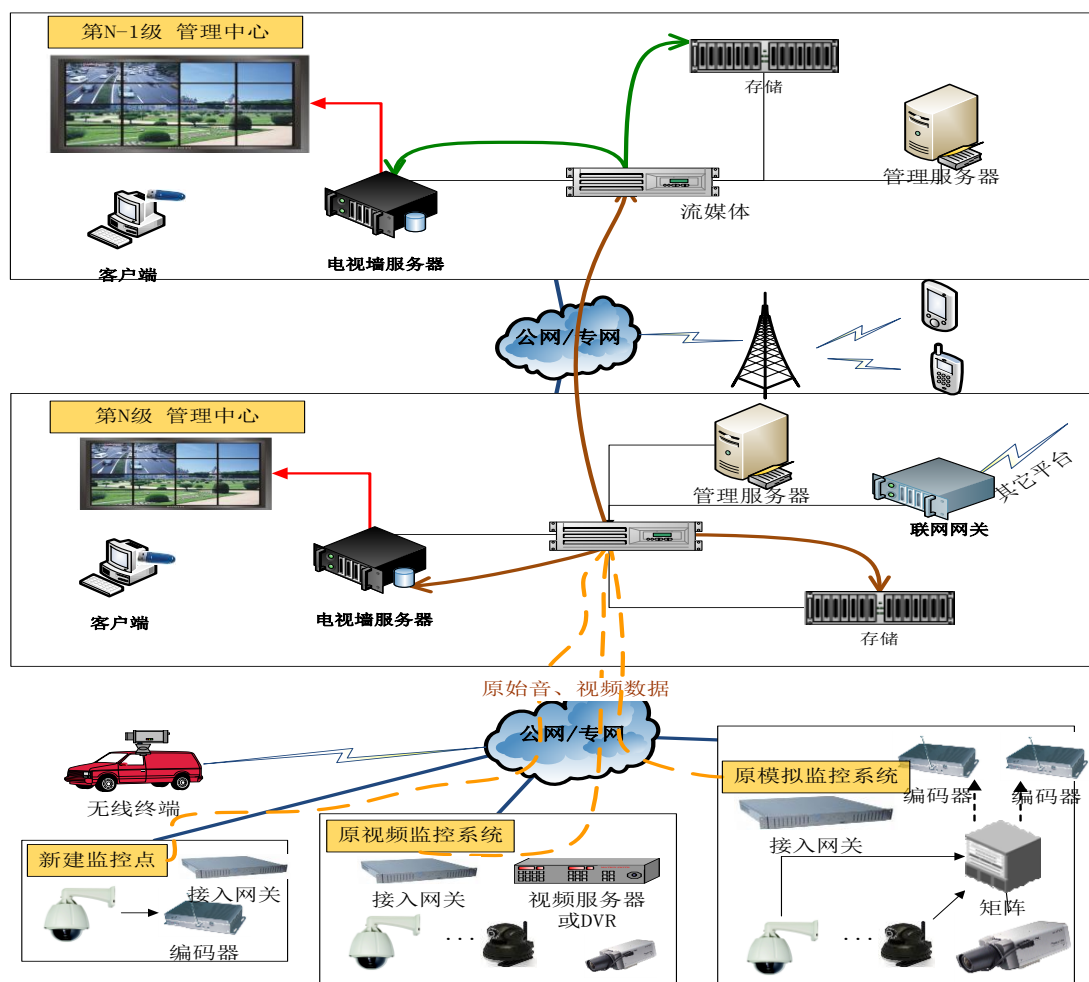 第N-1级 管理中心
存储
管理服务器
流媒体
电视墙服务器
客户端
公网/专网
第N级 管理中心
管理服务器
其它平台
联网网关
电视墙服务器
客户端
存储
原始音、视频数据
公网/专网
无线终端
原模拟监控系统
编码器
编码器
接入网关
矩阵
...
新建监控点
接入网关
编码器
原视频监控系统
接入网关
视频服务器
或DVR
...